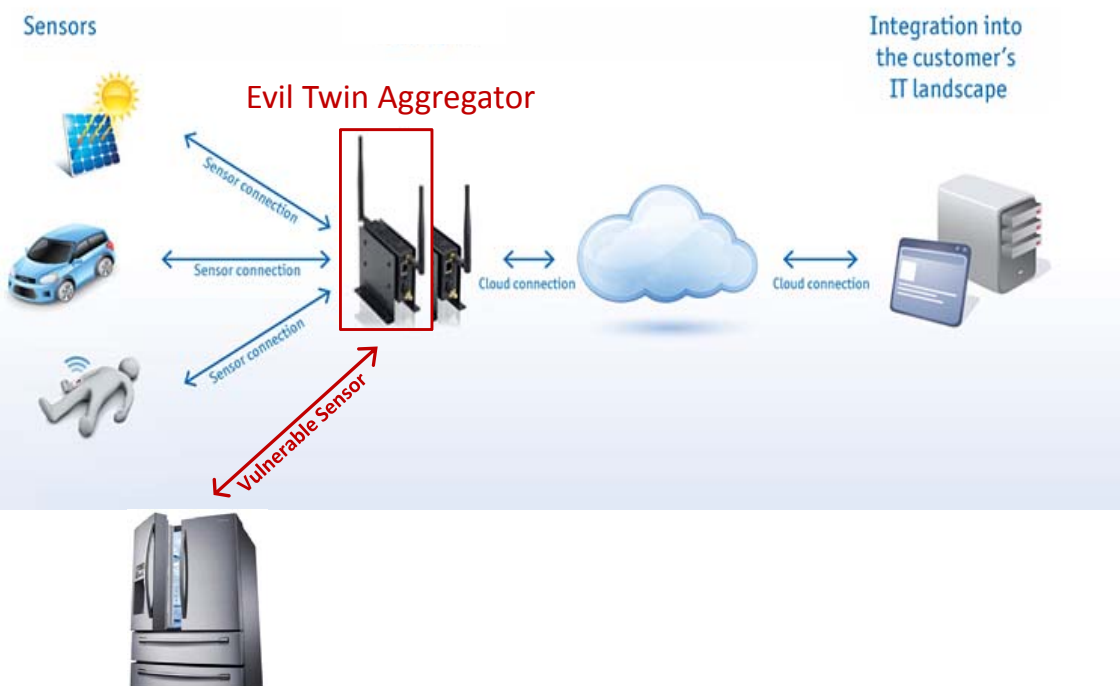 Sensors
Integration into
the customer's
IT landscape
Evil Twin Aggregator
Sensor connection
Sensor connection
Cloud connection
Cloud connection
Sensor connection
Vulnerable Sensor